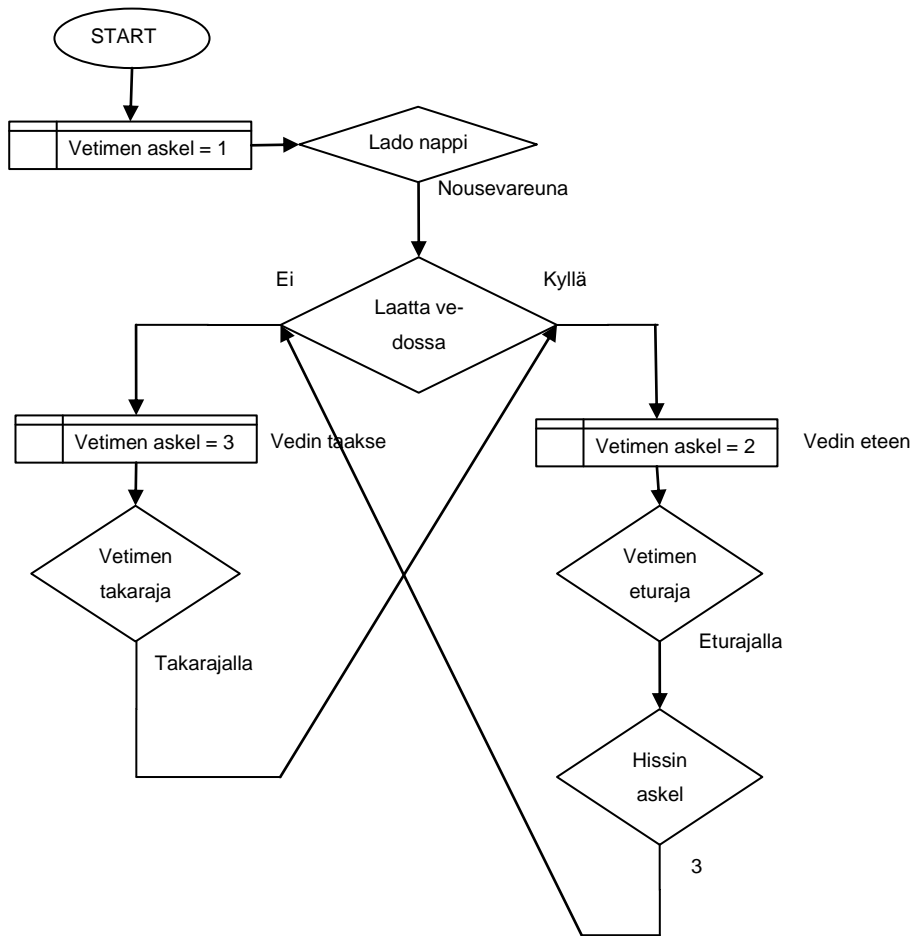 START
Vetimen askel = 1
Lado nappi
Nousevareuna
Ei
Kyllä
Laatta ve-
dossa
Vetimen askel = 3
Vedin taakse
Vetimen askel = 2
Vedin eteen
Vetimen
takaraja
Vetimen
eturaja
Takarajalla
Eturajalla
Hissin
askel
3